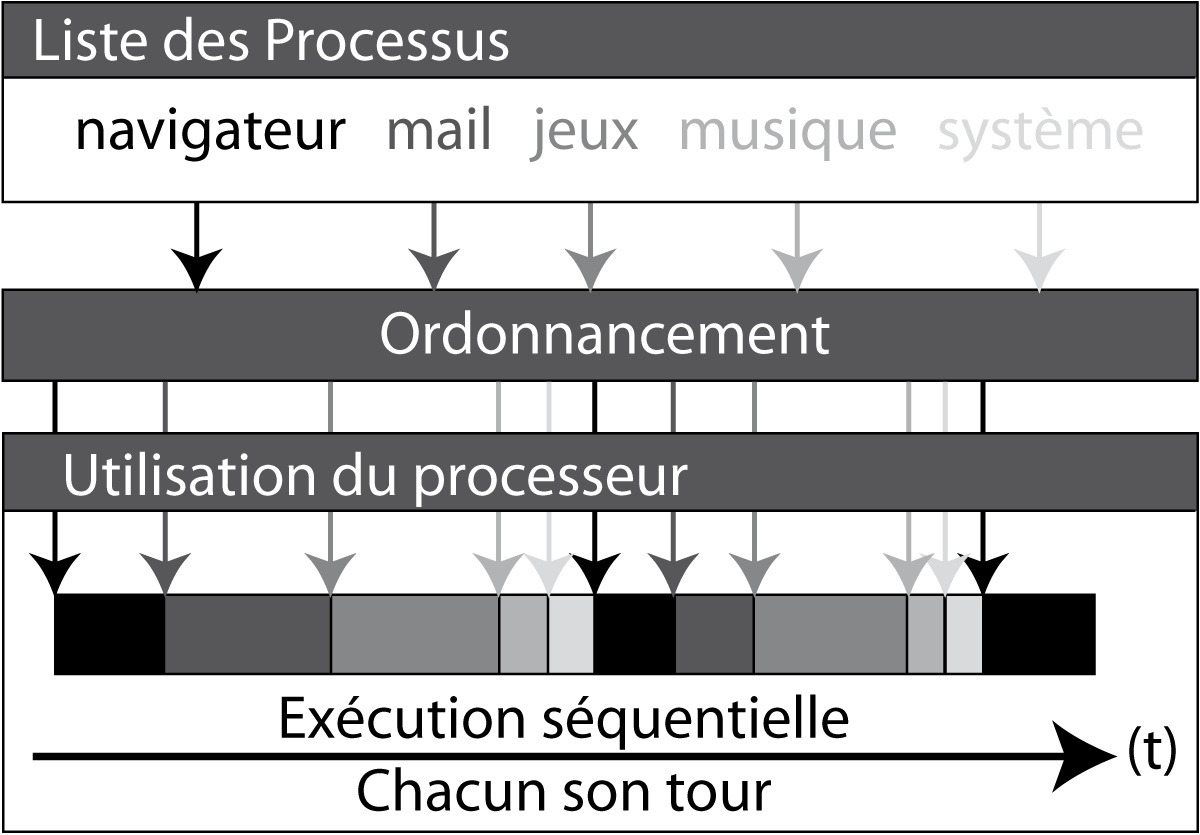 Liste des Processus
navigateur mail jeux musique système
Ordonnancement
Utilisation du processeur
Exécution séquentielle
(t)
Chacun son tour